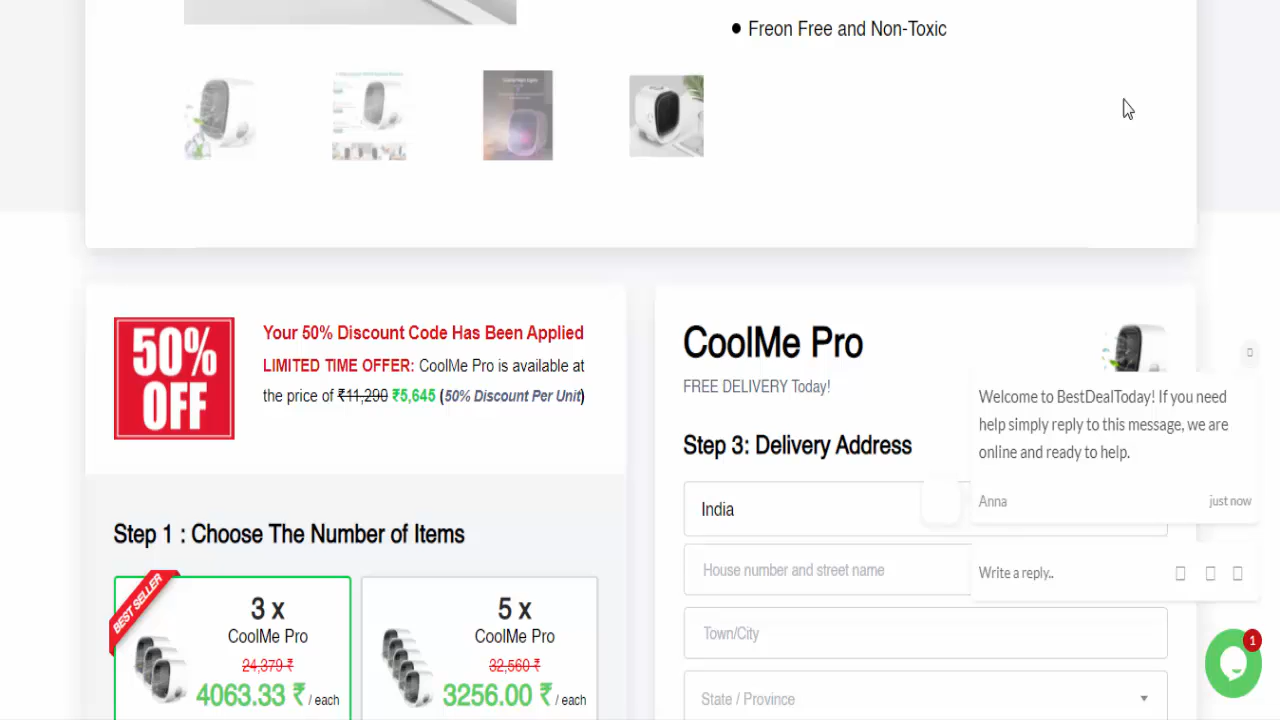 Freon Free and Non-Toxic
50%
OFF
Your 50% Discount Code Has Been Applied
LIMITED TIME OFFER: CoolMe Pro is available at
the price of ₹11,290 ₹5,645 (50% Discount Per Unit)
Step 1 : Choose The Number of Items
BEST SELLER
3 x
CoolMe Pro
24,379 ₹
4063.33 ₹ / each
5 x
CoolMe Pro
32,560 ₹
3256.00 ₹ / each
CoolMe Pro
FREE DELIVERY Today!
Step 3: Delivery Address
India
House number and street name
Town/City
State / Province
Welcome to BestDealToday! If you need
help simply reply to this message, we are
online and ready to help.
Anna
just now
Write a reply..
1